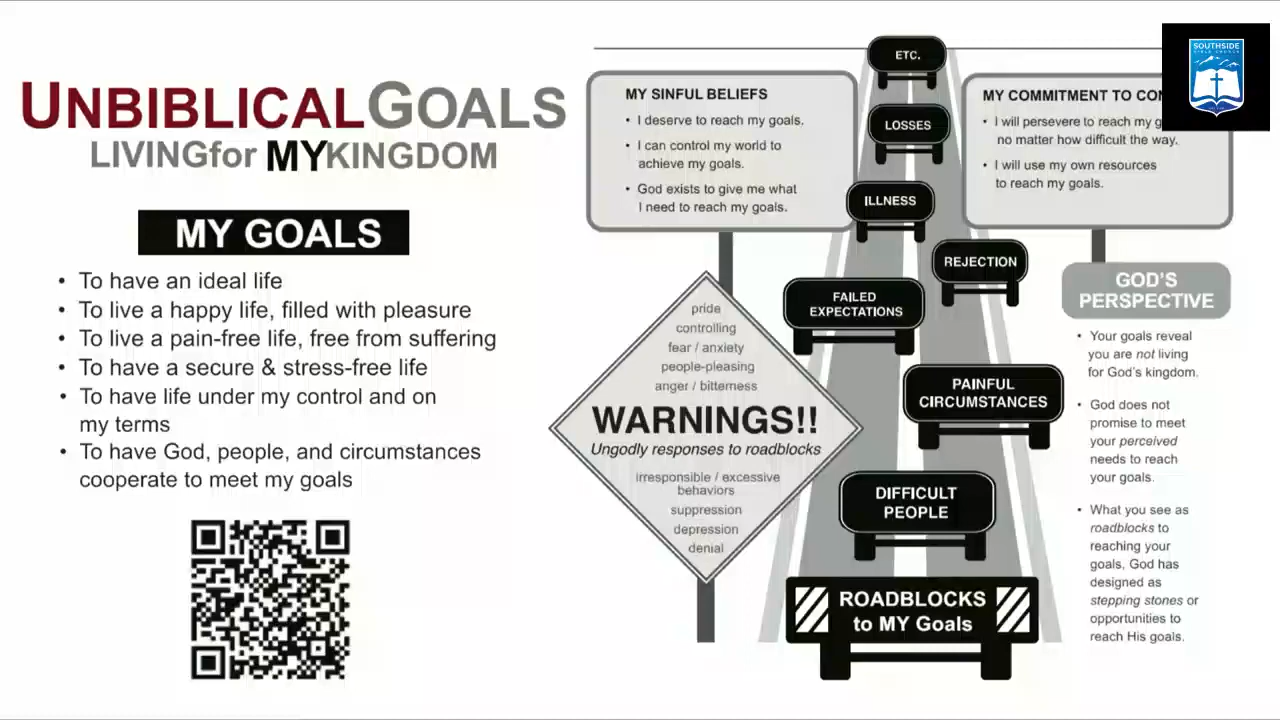 UNBIBLICAL GOALS
LIVING for MY KINGDOM
MY GOALS
• To have an ideal life
• To live a happy life, filled with pleasure
• To live a pain-free life, free from suffering
• To have a secure & stress-free life
• To have life under my control and on
my terms
• To have God, people, and circumstances
cooperate to meet my goals
MY SINFUL BELIEFS
• I deserve to reach my goals.
• I can control my world to
achieve my goals.
• God exists to give me what
I need to reach my goals.
pride
controlling
fear / anxiety
people-pleasing
anger / bitterness
WARNINGS!!
Ungodly responses to roadblocks
irresponsible / excessive
behaviors
suppression
depression
denial
ETC.
LOSSES
ILLNESS
REJECTION
FAILED
EXPECTATIONS
PAINFUL
CIRCUMSTANCES
DIFFICULT
PEOPLE
ROADBLOCKS
to MY Goals
MY COMMITMENT TO
• I will persevere to reach my
no matter how difficult the way.
• I will use my own resources
to reach my goals.
GOD'S
PERSPECTIVE
• Your goals reveal
you are not living
for God's kingdom.
• God does not
promise to meet
your perceived
needs to reach
your goals.
• What you see as
roadblocks to
reaching your
goals, God has
designed as
stepping stones or
opportunities to
reach His goals.
SOUTHSIDE
BIBLE CHURCH